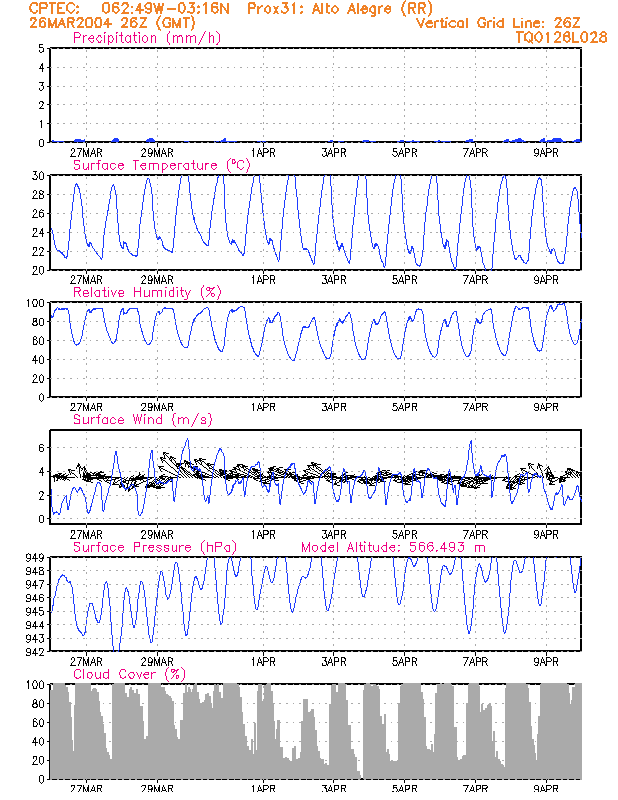 CPTEC: 062:49W-03:16N Prox31: Alto Alegre (RR)
26MAR2004 26Z (GMT) Vertical Grid Line: 26Z
Precipitation (mm/h) TQ0126L028
5
4
3
2
1
0
27MAR 29MAR 1APR 3APR 5APR 7APR 9APR
Surface Temperature (°C)
30
28
26
24
22
20
27MAR 29MAR 1APR 3APR 5APR 7APR 9APR
Relative Humidity (%)
100
80
60
40
20
0
27MAR 29MAR 1APR 3APR 5APR 7APR 9APR
Surface Wind (m/s)
6
4
2
0
27MAR 29MAR 1APR 3APR 5APR 7APR 9APR
Surface Pressure (hPa) Model Altitude: 566.493 m
949
948
947
946
945
944
943
942
27MAR 29MAR 1APR 3APR 5APR 7APR 9APR
Cloud Cover (%)
100
80
60
40
20
0
27MAR 29MAR 1APR 3APR 5APR 7APR 9APR